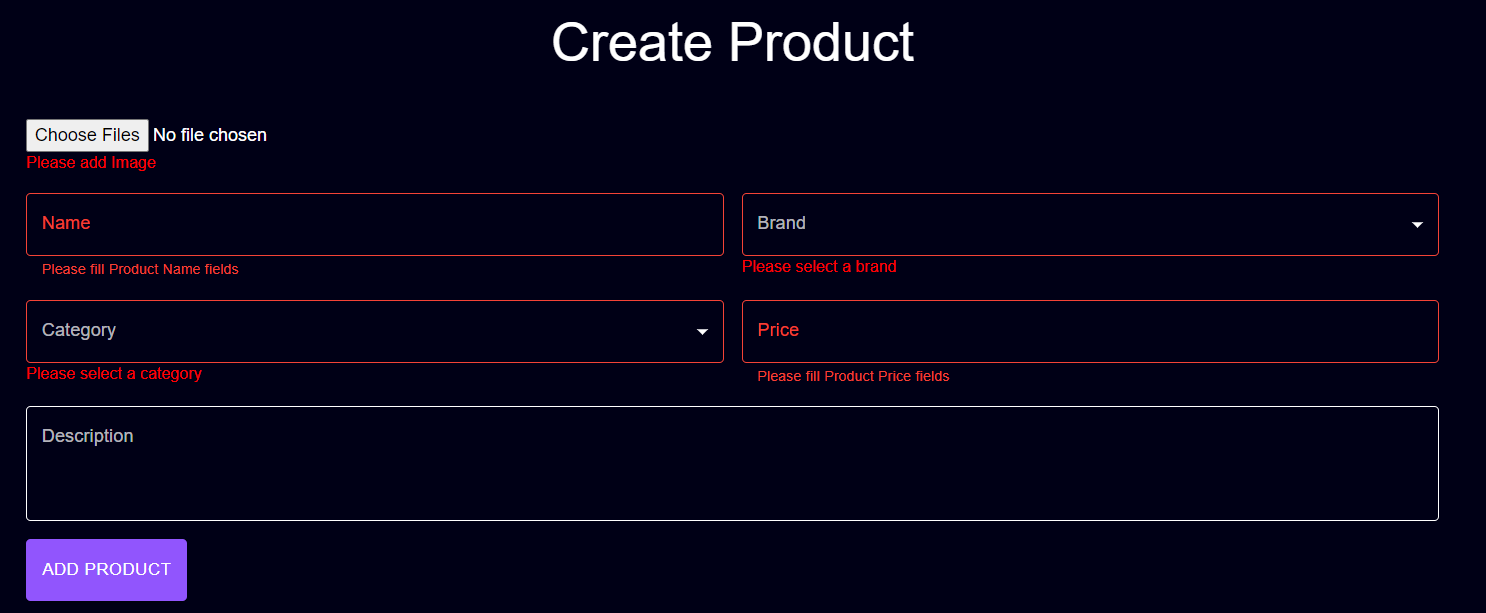 Create Product
Choose Files No file chosen
Please add Image
Name
Brand
Please fill Product Name fields
Please select a brand
Category
Price
Please select a category
Please fill Product Price fields
Description
ADD PRODUCT